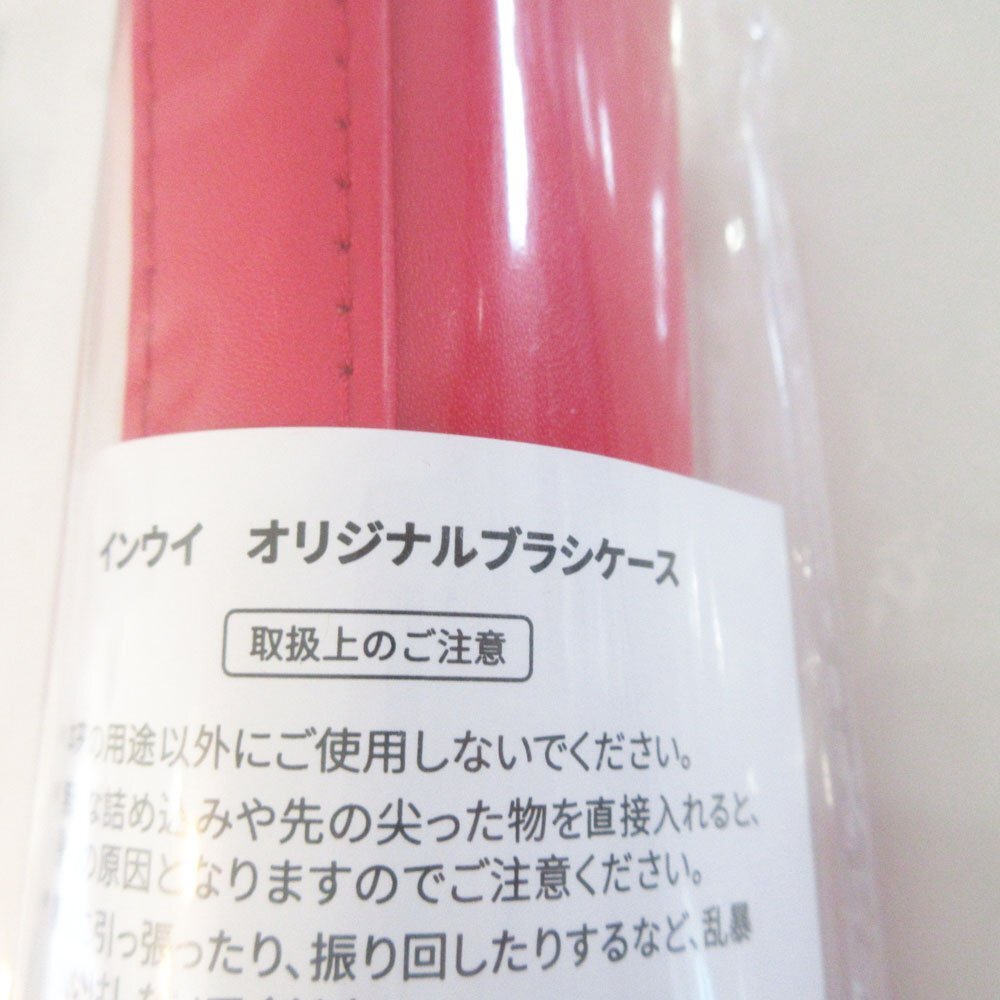 インウイ　オリジナルブラシケース
取扱上のご注意
の用途以外にご使用しないでください。
な詰め込みや先の尖った物を直接入れると、
の原因となりますのでご注意ください。
引っ張ったり、振り回したりするなど、乱暴